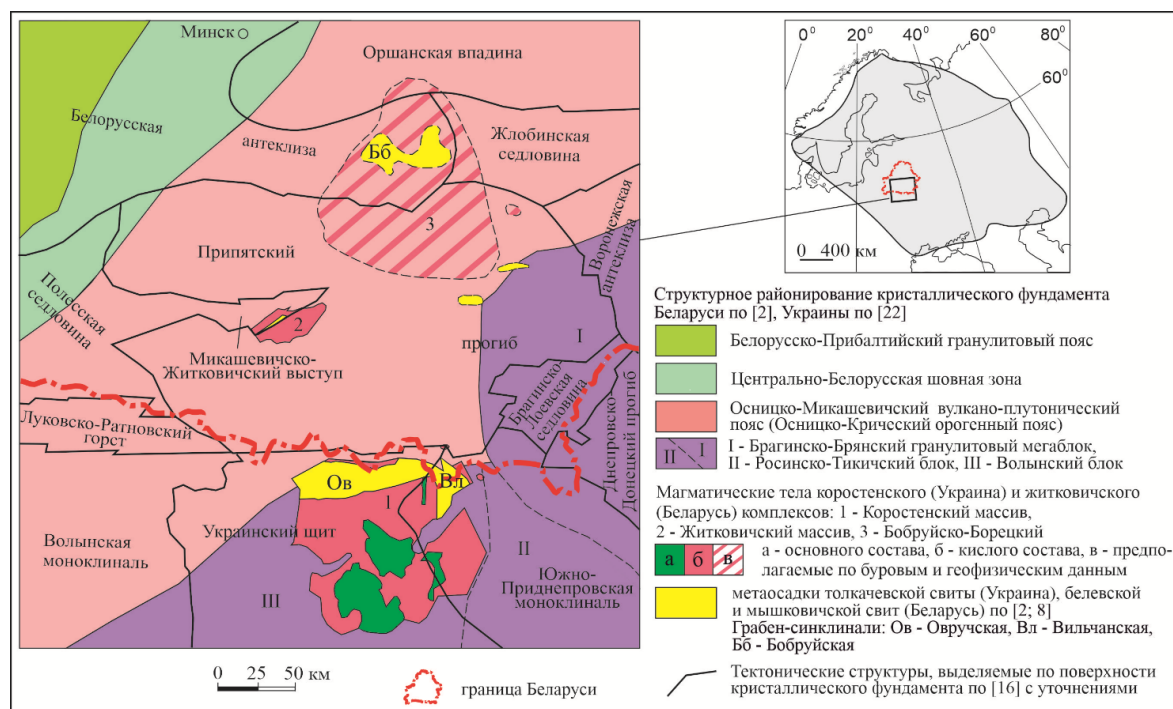 Минск
Оршанская впадина
Белорусская
антеклиза
Жлобинская
седловина
Бб
3
Воронежская
антеклиза
Припятский
Полесская
седловина
2
Микашевичско-
Житковичский выступ
прогиб
I
Брагинско-
Лоевская
седловина
Луковско-Ратновский
горст
Днепровско-
Донецкий прогиб
Ов
Вл
1
Украинский щит
II
Волынская
моноклиналь
III
Южно-
Приднепровская
моноклиналь
0 25 50 км
граница Беларуси
0° 20° 40° 60° 80°
60°
0 400 км
Структурное районирование кристаллического фундамента
Беларуси по [2], Украины по [22]
Белорусско-Прибалтийский гранулитовый пояс
Центрально-Белорусская шовная зона
Осницко-Микашевичский вулкано-плутонический
пояс (Осницко-Крический орогенный пояс)
II I
I - Брагинско-Брянский гранулитовый мегаблок,
II - Росинско-Тикичский блок, III - Волынский блок
Магматические тела коростенского (Украина) и житковичского
(Беларусь) комплексов: 1 - Коростенский массив,
2 - Житковичский массив, 3 - Бобруйско-Борецкий
а б в
а - основного состава, б - кислого состава, в - предпо-
лагаемые по буровым и геофизическим данным
метаосадки толкачевской свиты (Украина), белевской
и мышковичской свит (Беларусь) по [2; 8]
Грабен-синклинали: Ов - Овручская, Вл - Вильчанская,
Бб - Бобруйская
Тектонические структуры, выделяемые по поверхности
кристаллического фундамента по [16] с уточнениями